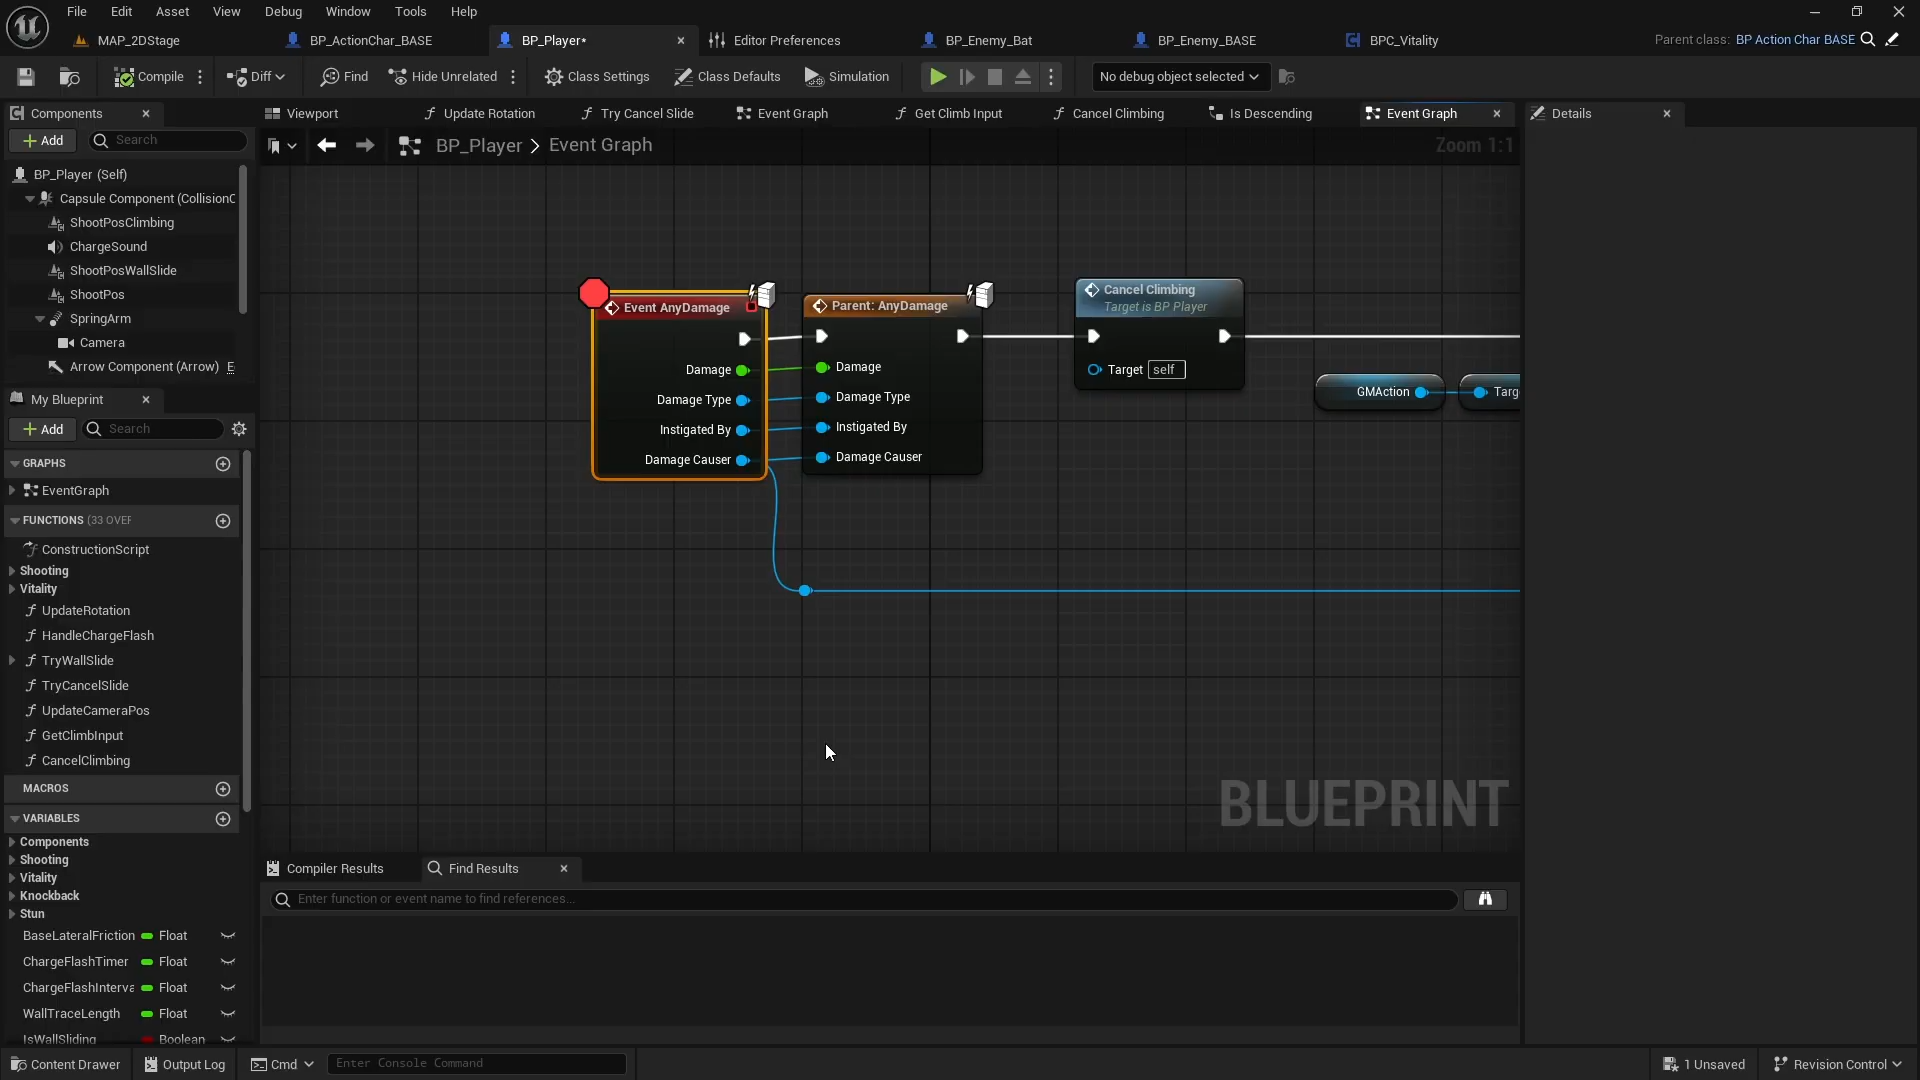 File Edit Asset View Debug Window Tools Help
MAP_2DStage BP_ActionChar_BASE BP_Player* Editor Preferences BP_Enemy_Bat BP_Enemy_BASE BPC_Vitality Parent class: BP Action Char BASE
Compile Diff Find Hide Unrelated Class Settings Class Defaults Simulation No debug object selected
Components Viewport Update Rotation Try Cancel Slide Event Graph Get Climb Input Cancel Climbing Is Descending Event Graph Details
Add Search
BP_Player > Event Graph Zoom 1:1
BP_Player (Self)
Capsule Component (CollisionC
ShootPosClimbing
ChargeSound
ShootPosWallSlide
ShootPos
SpringArm
Camera
Arrow Component (Arrow) E
My Blueprint
Add Search
GRAPHS
EventGraph
FUNCTIONS (33 OVER
ConstructionScript
Shooting
Vitality
UpdateRotation
HandleChargeFlash
TryWallSlide
TryCancelSlide
UpdateCameraPos
GetClimbInput
CancelClimbing
MACROS
VARIABLES
Components
Shooting
Vitality
Knockback
Stun
BaseLateralFriction Float
ChargeFlashTimer Float
ChargeFlashInterva Float
WallTraceLength Float
IsWallSliding Boolean
Event AnyDamage
Damage
Damage Type
Instigated By
Damage Causer
Parent: AnyDamage
Damage
Damage Type
Instigated By
Damage Causer
Cancel Climbing
Target is BP Player
Target self
GMAction Targ
BLUEPRINT
Compiler Results Find Results
Enter function or event name to find references...
Content Drawer Output Log Cmd Enter Console Command 1 Unsaved Revision Control